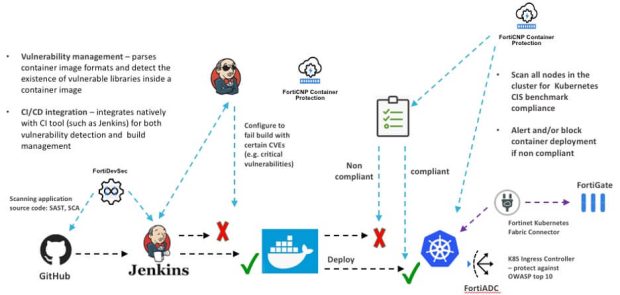 FortiCNP Container
Protection
• Vulnerability management – parses
container image formats and detect the
existence of vulnerable libraries inside a
container image
• CI/CD integration – integrates natively
with CI tool (such as Jenkins) for both
vulnerability detection and build
management
FortiCNP Container
Protection
• Scan all nodes in the
cluster for Kubernetes
CIS benchmark
compliance
• Alert and/or block
container deployment
if non compliant
Configure to
fail build with
certain CVEs
(e.g. critical
vulnerabilities)
Non
compliant
compliant
FortiDevSec
Scanning application
source code: SAST, SCA
FortiGate
Fortinet Kubernetes
Fabric Connector
GitHub
Jenkins
Deploy
K8S Ingress Controller
– protect against
OWASP top 10
FortiADC